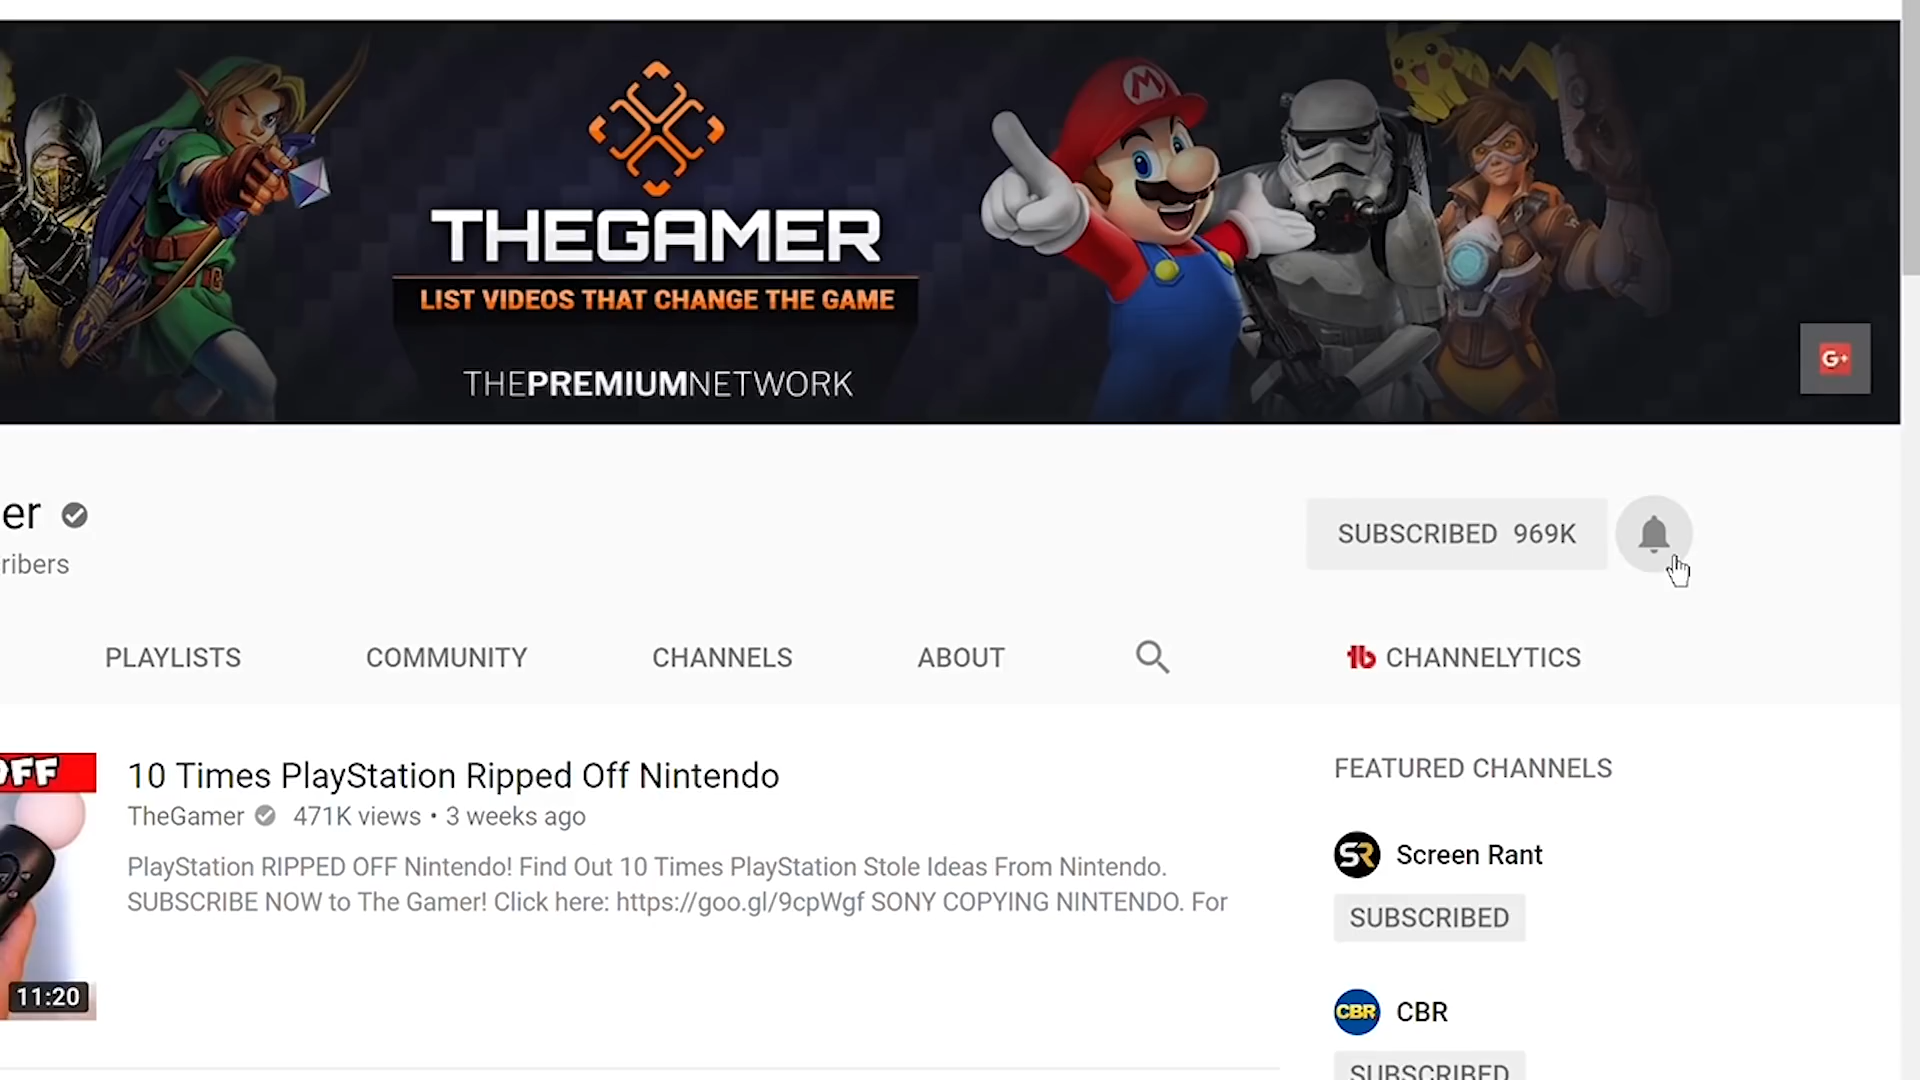 THEGAMER
LIST VIDEOS THAT CHANGE THE GAME
THEPREMIUMNETWORK
M
G+
er
ribers
SUBSCRIBED 969K
PLAYLISTS COMMUNITY CHANNELS ABOUT CHANNELYTICS
OFF
11:20
10 Times PlayStation Ripped Off Nintendo
TheGamer 471K views • 3 weeks ago
PlayStation RIPPED OFF Nintendo! Find Out 10 Times PlayStation Stole Ideas From Nintendo.
SUBSCRIBE NOW to The Gamer! Click here: https://goo.gl/9cpWgf SONY COPYING NINTENDO. For
FEATURED CHANNELS
SR Screen Rant
SUBSCRIBED
CBR CBR
SUBSCRIBED